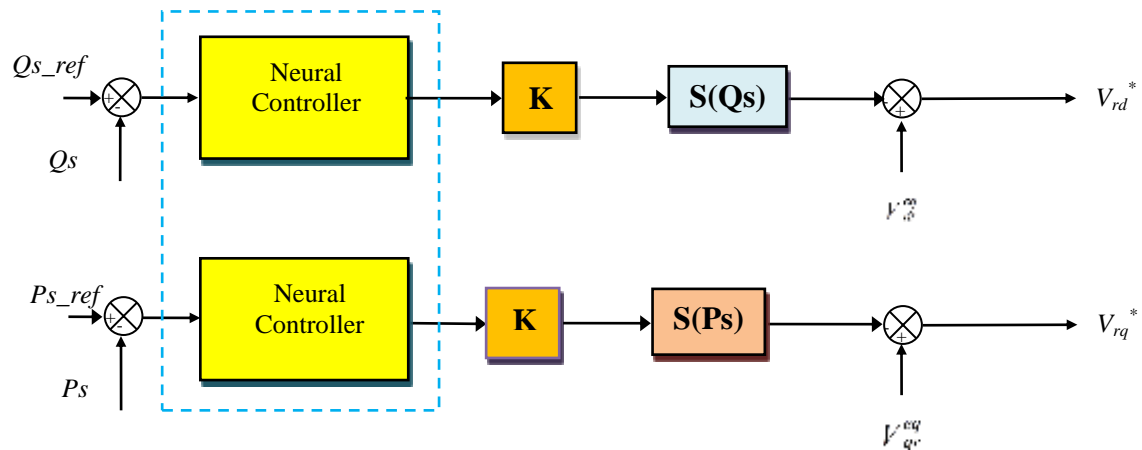 Qs_ref
Neural
Controller
K
S(Qs)
+
-
-
+
Vrd*
Qs
Ps_ref
Neural
Controller
K
S(Ps)
+
-
-
+
Vrq*
Ps